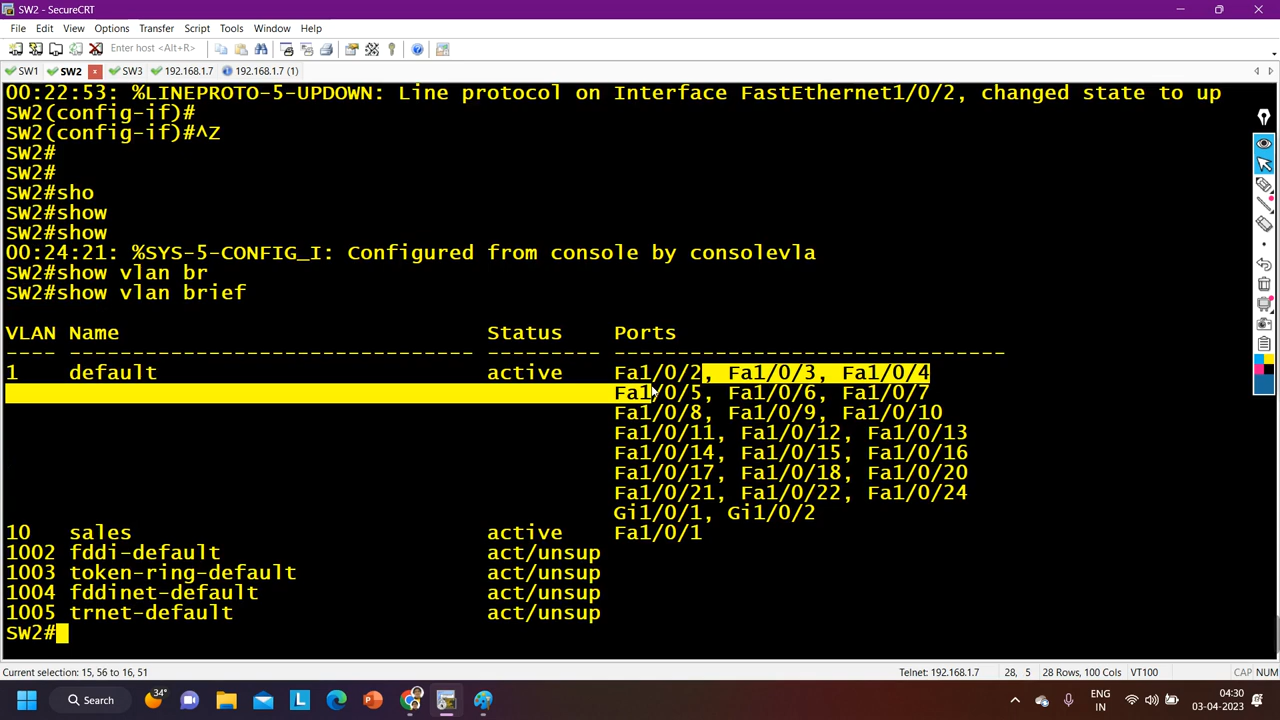 SW2 - SecureCRT
File Edit View Options Transfer Script Tools Window Help
Enter host <Alt+R>
SW1 SW2 x SW3 192.168.1.7 192.168.1.7 (1)
00:22:53: %LINEPROTO-5-UPDOWN: Line protocol on Interface FastEthernet1/0/2, changed state to up
SW2(config-if)#
SW2(config-if)#^Z
SW2#
SW2#
SW2#sho
SW2#show
SW2#show
00:24:21: %SYS-5-CONFIG_I: Configured from console by consolevla
SW2#show vlan br
SW2#show vlan brief
VLAN Name Status Ports
---- -------------------------------- --------- -------------------------------
1 default active Fa1/0/2, Fa1/0/3, Fa1/0/4
Fa1/0/5, Fa1/0/6, Fa1/0/7
Fa1/0/8, Fa1/0/9, Fa1/0/10
Fa1/0/11, Fa1/0/12, Fa1/0/13
Fa1/0/14, Fa1/0/15, Fa1/0/16
Fa1/0/17, Fa1/0/18, Fa1/0/20
Fa1/0/21, Fa1/0/22, Fa1/0/24
Gi1/0/1, Gi1/0/2
10 sales active Fa1/0/1
1002 fddi-default act/unsup
1003 token-ring-default act/unsup
1004 fddinet-default act/unsup
1005 trnet-default act/unsup
SW2#
Current selection: 15, 56 to 16, 51 Telnet: 192.168.1.7 28, 5 28 Rows, 100 Cols VT100 CAP NUM
34° Search ENG IN 04:30 03-04-2023